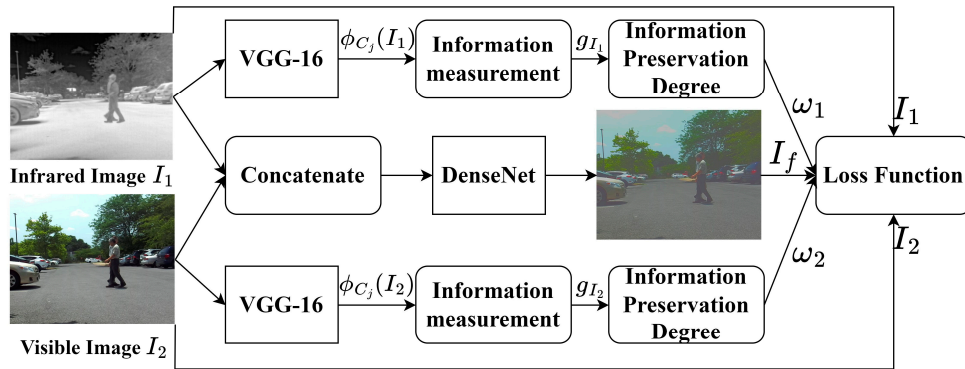 VGG-16
ϕ_{C_j}(I_1)
Information
measurement
g_{I_1}
Information
Preservation
Degree
ω_1
I_1
Infrared Image I_1
Concatenate
DenseNet
I_f
Loss Function
I_2
VGG-16
ϕ_{C_j}(I_2)
Information
measurement
g_{I_2}
Information
Preservation
Degree
ω_2
Visible Image I_2